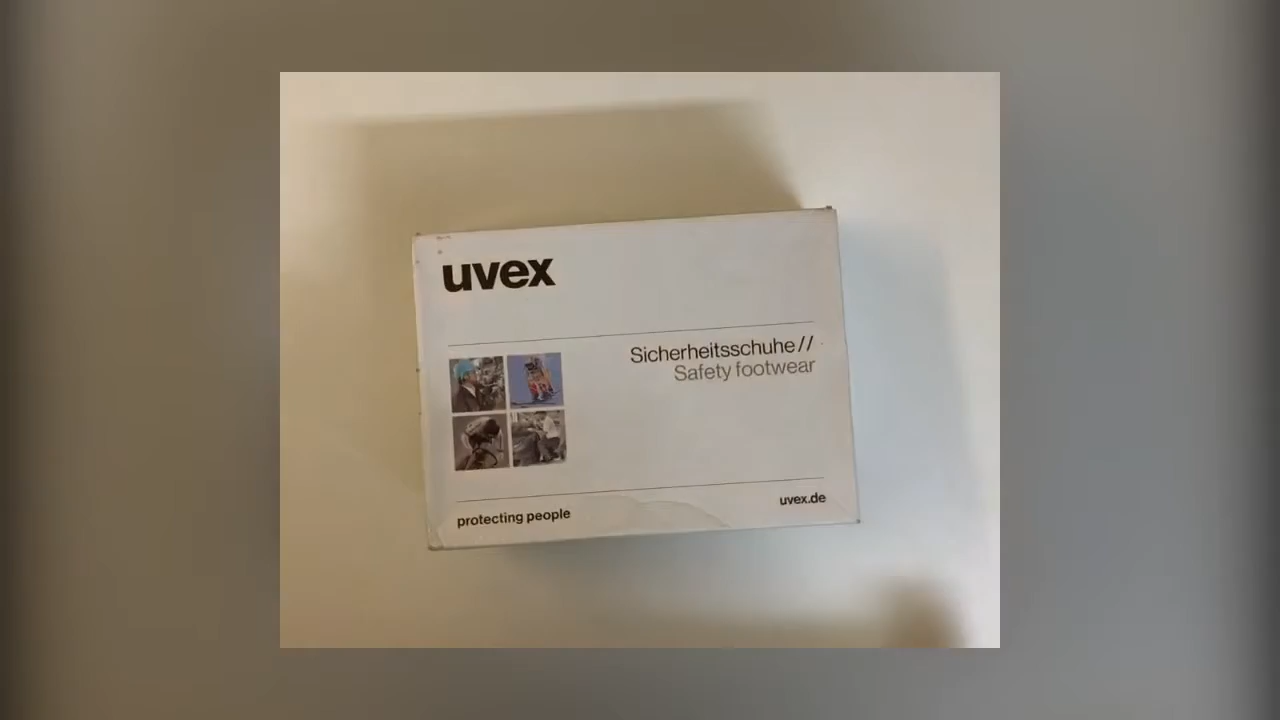 uvex
Sicherheitsschuhe//
Safety footwear
protecting people
uvex.de